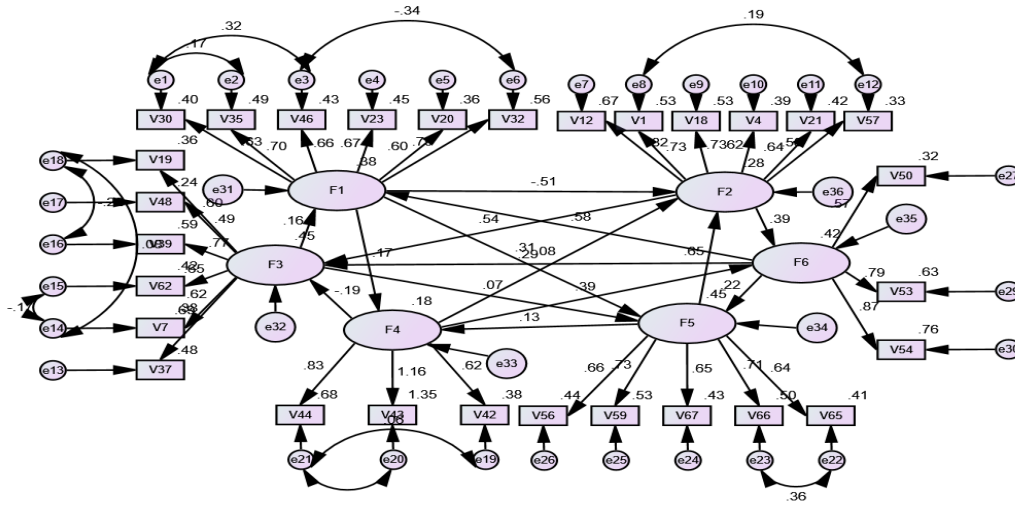 -.34
.32
.19
.17
e1 e2 e3 e4 e5 e6 e7 e8 e9 e10 e11 e12
.40 .49 .43 .45 .36 .56 .67 .53 .53 .39 .42 .33
V30 V35 V46 V23 V20 V32 V12 V1 V18 V4 V21 V57
.36
e18 V19
.63 .70 .66 .67 .60 .73 .62 .64
.38 .28
.32
V50 e27
.24
e31 F1 -.51 F2 e36
e17 V48 .60
.57
.49 .16 .54 .58 .39 e35
.59
e16 V39 .77 .45 .17 .31 .08 .65 .42
.29
F3 F6
.42
e15 V62 .07 .39 .22 .79 .63
V53 e29
.62 -.19 .18 .45 .87
e14 V7 e32 F4 .13 F5 e34
.76
.48
e13 V37 e33 V54 e30
.83 1.16 .62 .66 .73 .65 .71 .64
.68 1.35 .38 .44 .53 .43 .50 .41
V44 V43 V42 V56 V59 V67 V66 V65
e21 e20 e19 e26 e25 e24 e23 e22
.36